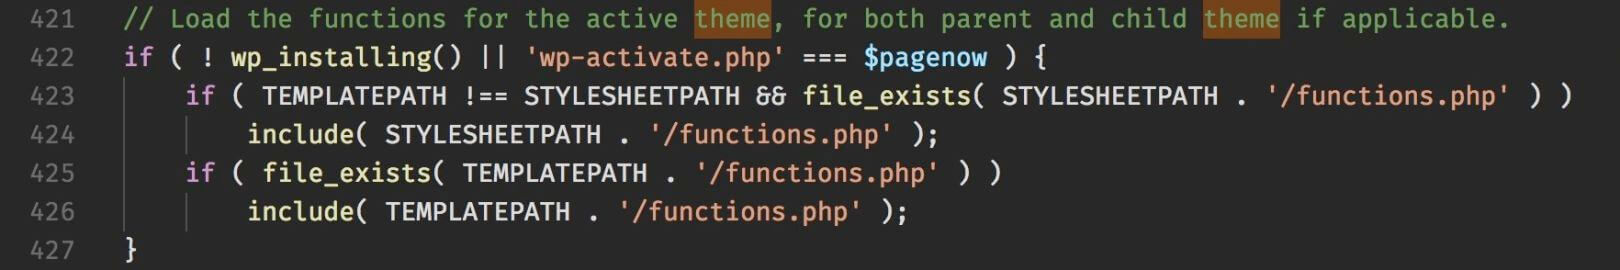 421 // Load the functions for the active theme, for both parent and child theme if applicable.
422 if ( ! wp_installing() || 'wp-activate.php' === $pagenow ) {
423 if ( TEMPLATEPATH !== STYLESHEETPATH && file_exists( STYLESHEETPATH . '/functions.php' ) )
424 include( STYLESHEETPATH . '/functions.php' );
425 if ( file_exists( TEMPLATEPATH . '/functions.php' ) )
426 include( TEMPLATEPATH . '/functions.php' );
427 }